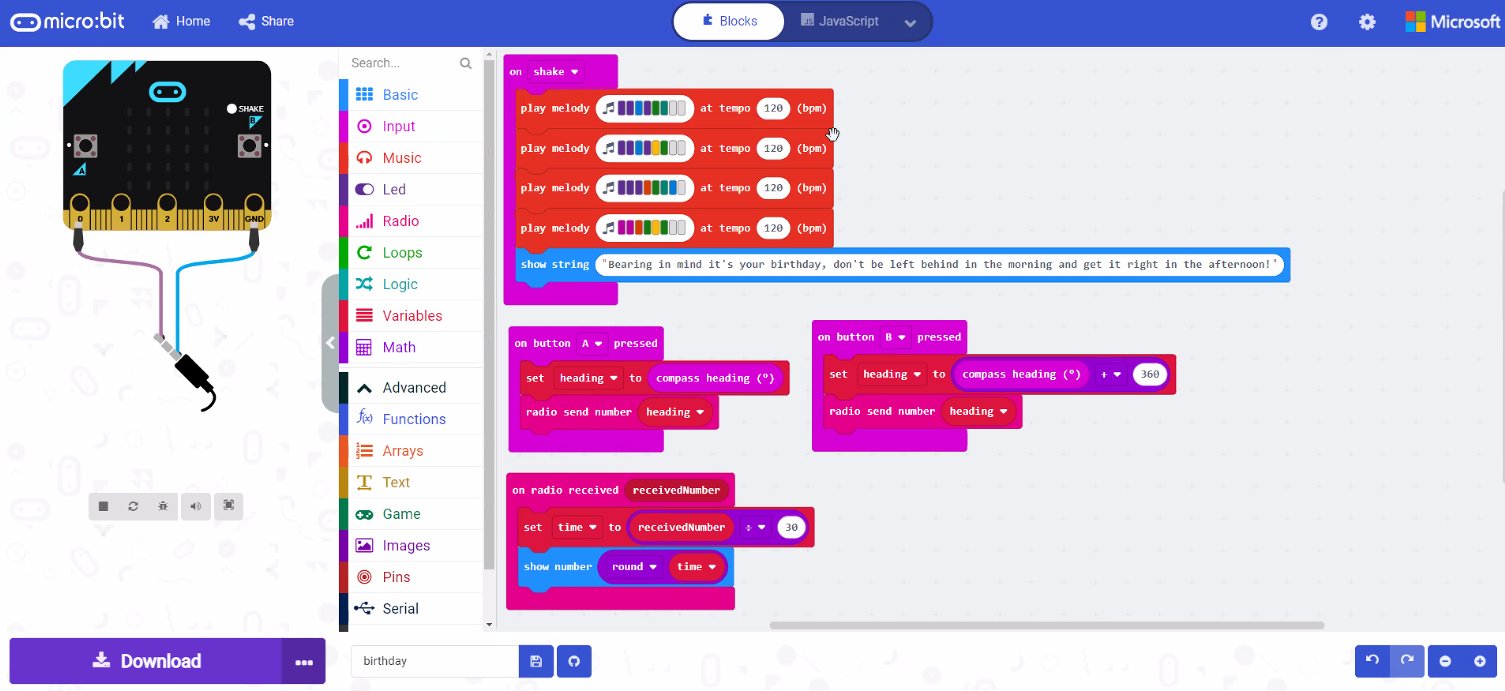 micro:bit Home Share Blocks JavaScript Microsoft
SHAKE
B
A
0 1 2 3V GND
Search...
Basic
Input
Music
Led
Radio
Loops
Logic
Variables
Math
Advanced
Functions
Arrays
Text
Game
Images
Pins
Serial
on shake
play melody at tempo 120 (bpm)
play melody at tempo 120 (bpm)
play melody at tempo 120 (bpm)
play melody at tempo 120 (bpm)
show string "Bearing in mind it's your birthday, don't be left behind in the morning and get it right in the afternoon!"
on button A pressed
set heading to compass heading (°)
radio send number heading
on button B pressed
set heading to compass heading (°) + 360
radio send number heading
on radio received receivedNumber
set time to receivedNumber ÷ 30
show number round time
Download ... birthday